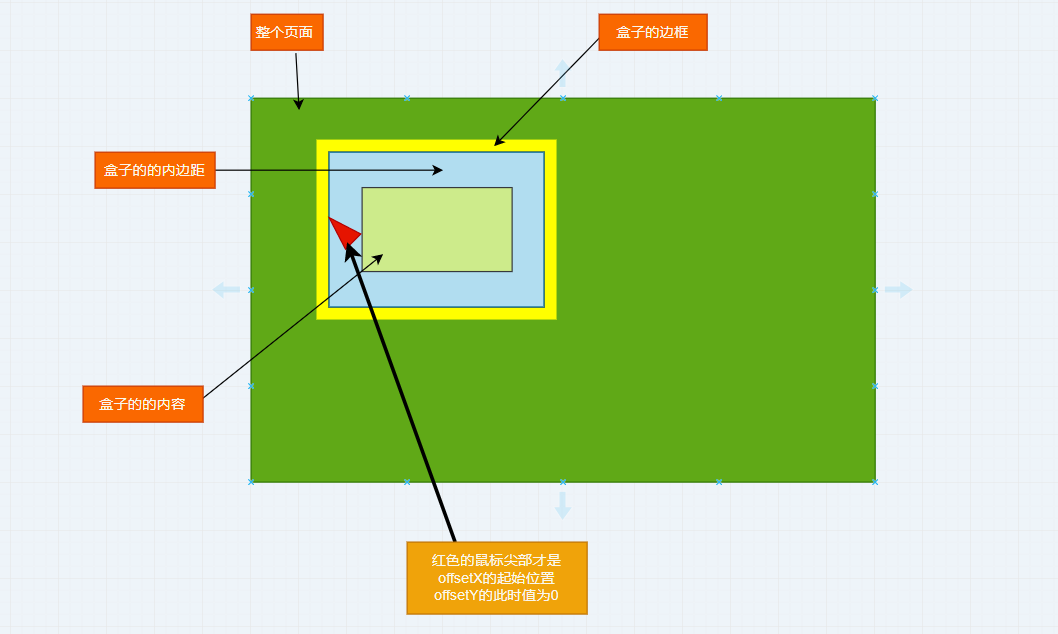 整个页面
盒子的边框
盒子的的内边距
盒子的的内容
红色的鼠标尖部才是
offsetX的起始位置
offsetY的此时值为0